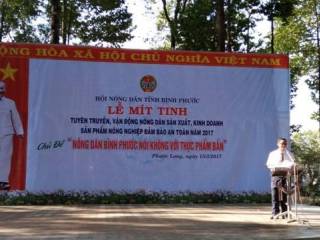 CỘNG HÒA XÃ HỘI CHỦ NGHĨA VIỆT NAM
HỘI NÔNG DÂN TỈNH BÌNH PHƯỚC
LỄ MÍT TINH
TUYÊN TRUYỀN, VẬN ĐỘNG NÔNG DÂN SẢN XUẤT, KINH DOANH
SẢN PHẨM NÔNG NGHIỆP ĐẢM BẢO AN TOÀN NĂM 2017
Chủ Đề
"NÔNG DÂN BÌNH PHƯỚC NÓI KHÔNG VỚI THỰC PHẨM BẨN"
Phước Long, ngày